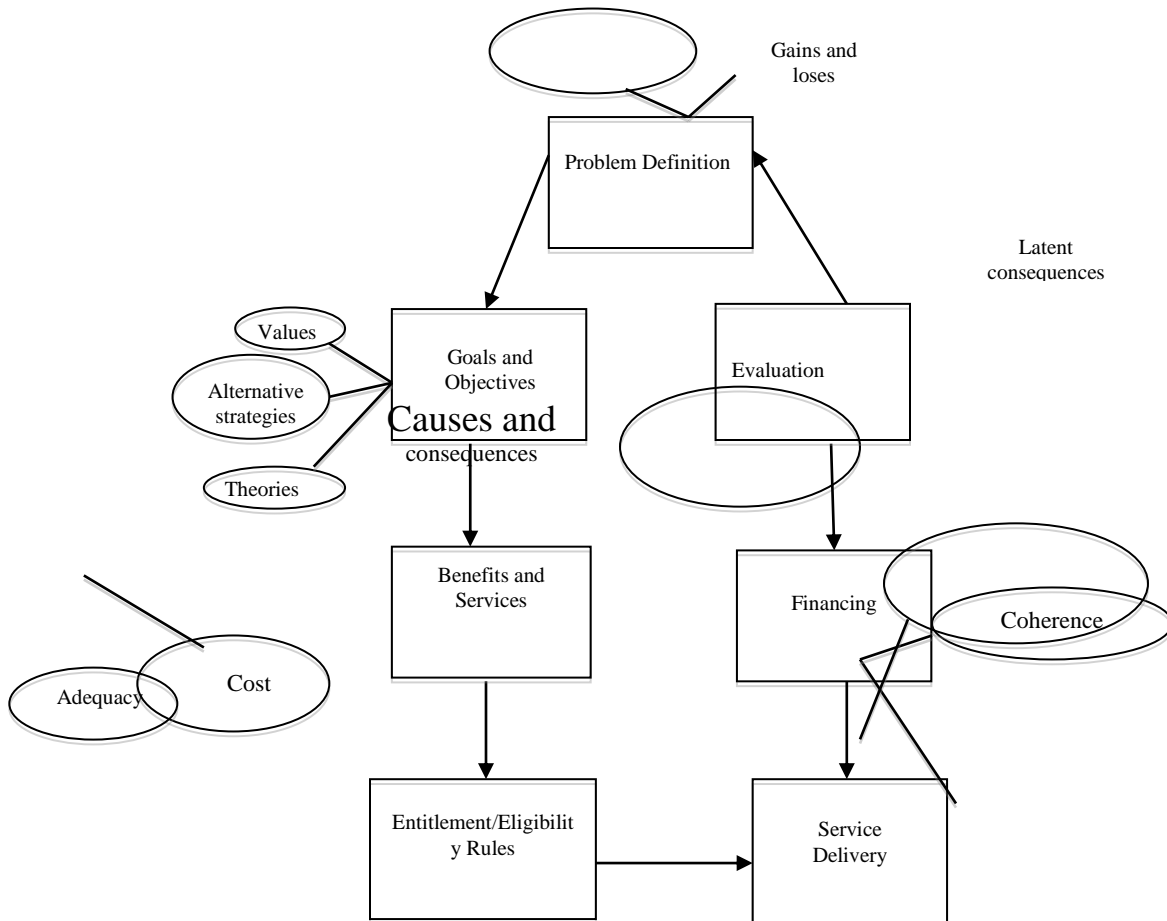 Gains and
loses
Problem Definition
Latent
consequences
Values
Goals and
Objectives
Evaluation
Alternative
strategies
Causes and
consequences
Theories
Benefits and
Services
Financing
Coherence
Adequacy
Cost
Entitlement/Eligibilit
y Rules
Service
Delivery